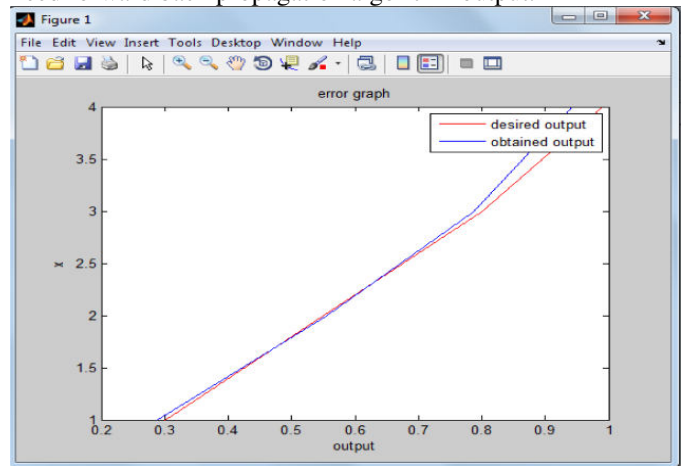 Figure 1
File Edit View Insert Tools Desktop Window Help
error graph
desired output
obtained output
4
3.5
3
2.5
2
1.5
1
x
0.2 0.3 0.4 0.5 0.6 0.7 0.8 0.9 1
output